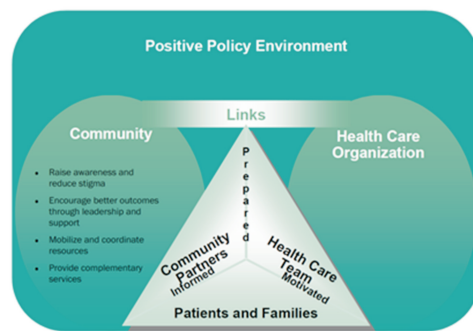 Positive Policy Environment
Links
Community
Health Care
Organization
• Raise awareness and
reduce stigma
• Encourage better outcomes
through leadership and
support
• Mobilize and coordinate
resources
• Provide complementary
services
Prepared
Community
Partners
Informed
Health Care
Team
Motivated
Patients and Families